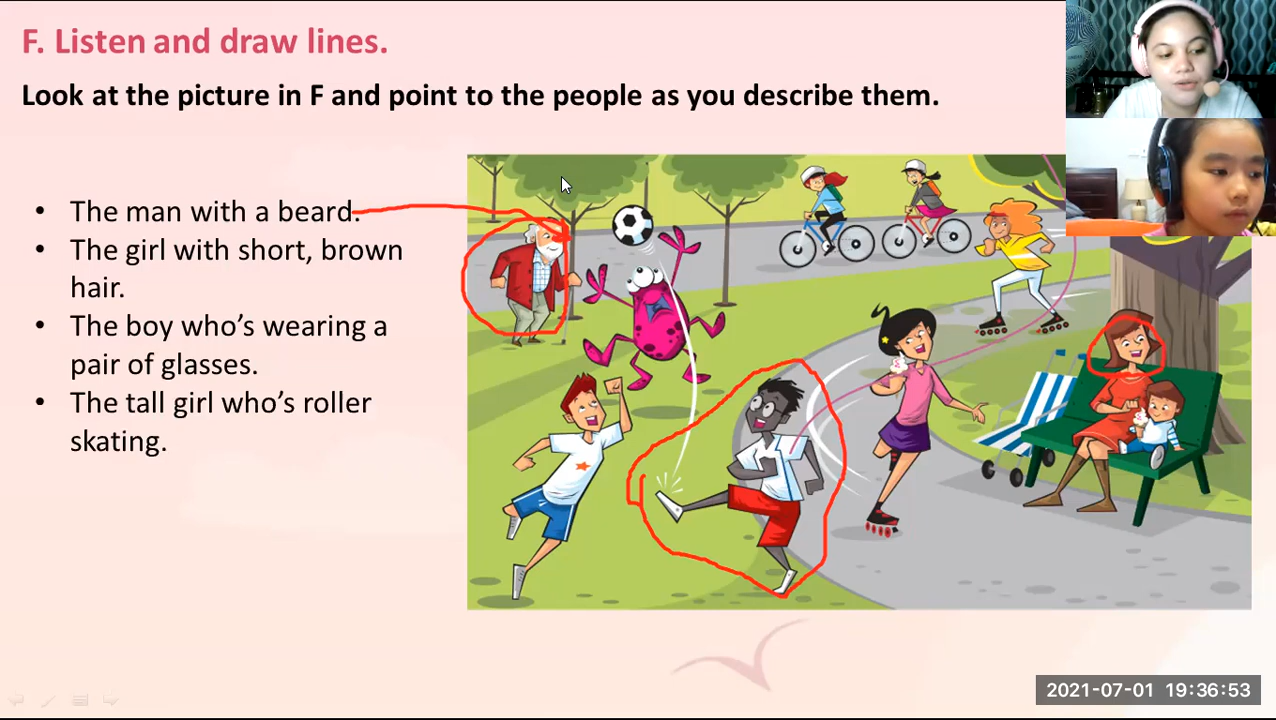 F. Listen and draw lines.
Look at the picture in F and point to the people as you describe them.
• The man with a beard.
• The girl with short, brown
hair.
• The boy who’s wearing a
pair of glasses.
• The tall girl who’s roller
skating.
2021-07-01 19:36:53